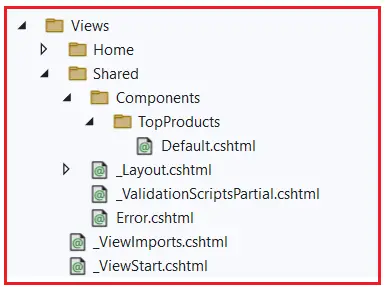 Views
Home
Shared
Components
TopProducts
Default.cshtml
_Layout.cshtml
_ValidationScriptsPartial.cshtml
Error.cshtml
_ViewImports.cshtml
_ViewStart.cshtml